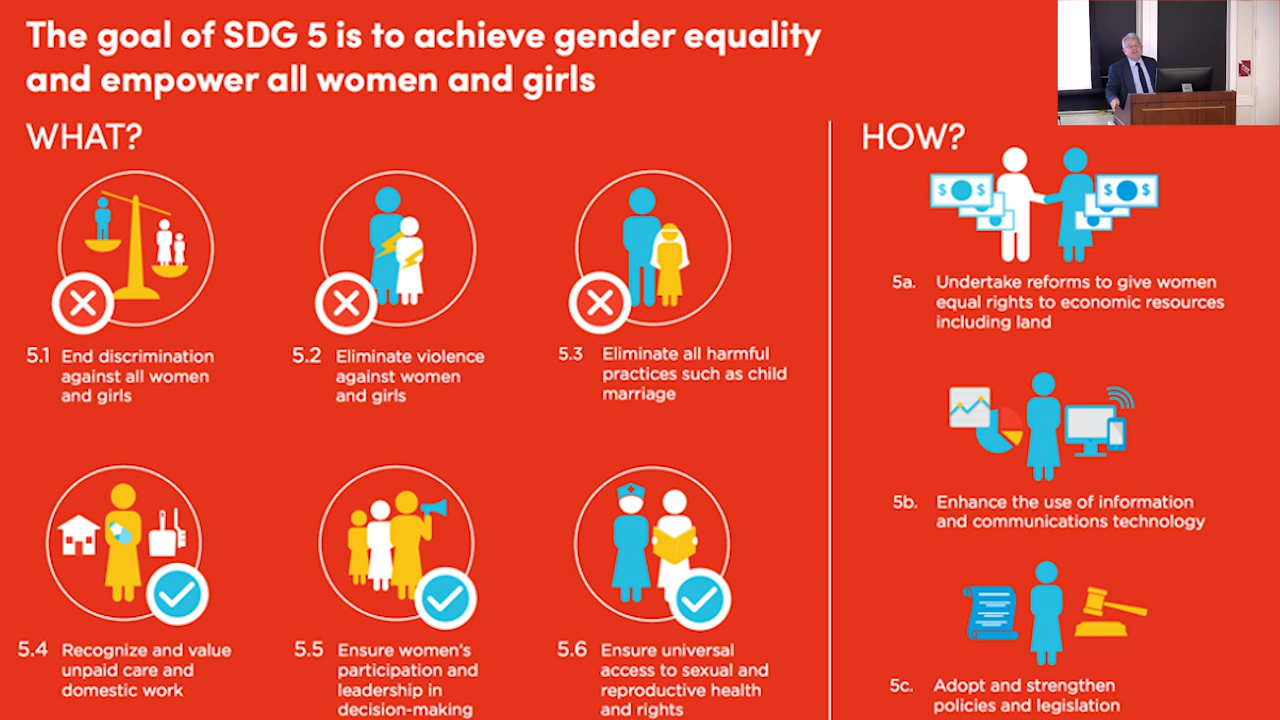 The goal of SDG 5 is to achieve gender equality
and empower all women and girls
WHAT?
5.1 End discrimination
against all women
and girls
5.2 Eliminate violence
against women
and girls
5.3 Eliminate all harmful
practices such as child
marriage
5.4 Recognize and value
unpaid care and
domestic work
5.5 Ensure women's
participation and
leadership in
decision-making
5.6 Ensure universal
access to sexual and
reproductive health
and rights
HOW?
$ $
$ $
5a. Undertake reforms to give women
equal rights to economic resources
including land
5b. Enhance the use of information
and communications technology
5c. Adopt and strengthen
policies and legislation